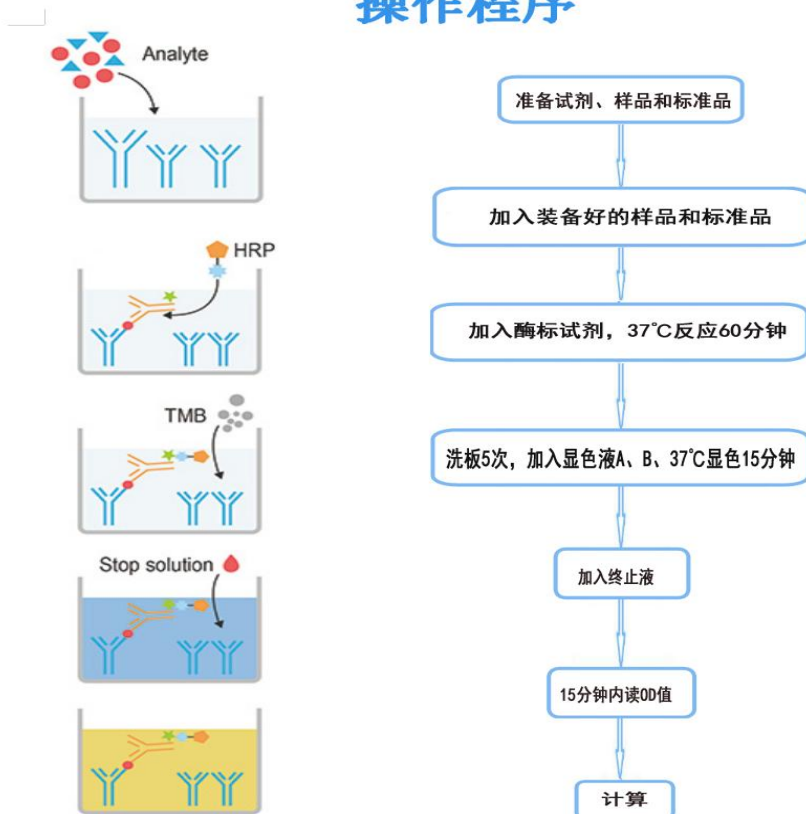 操作程序
Analyte
准备试剂、样品和标准品
加入装备好的样品和标准品
HRP
加入酶标试剂，37℃反应60分钟
TMB
洗板5次，加入显色液A、B、37℃显色15分钟
Stop solution
加入终止液
15分钟内读OD值
计算